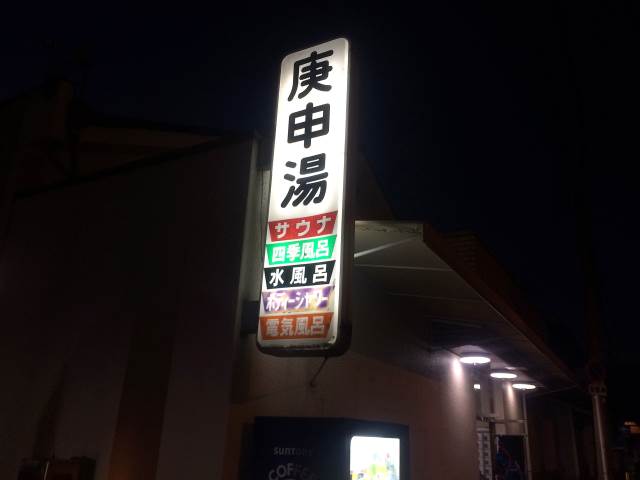 庚申湯
サウナ
四季風呂
水風呂
ボディーシャワー
電気風呂
SUNTORY
COFFEE